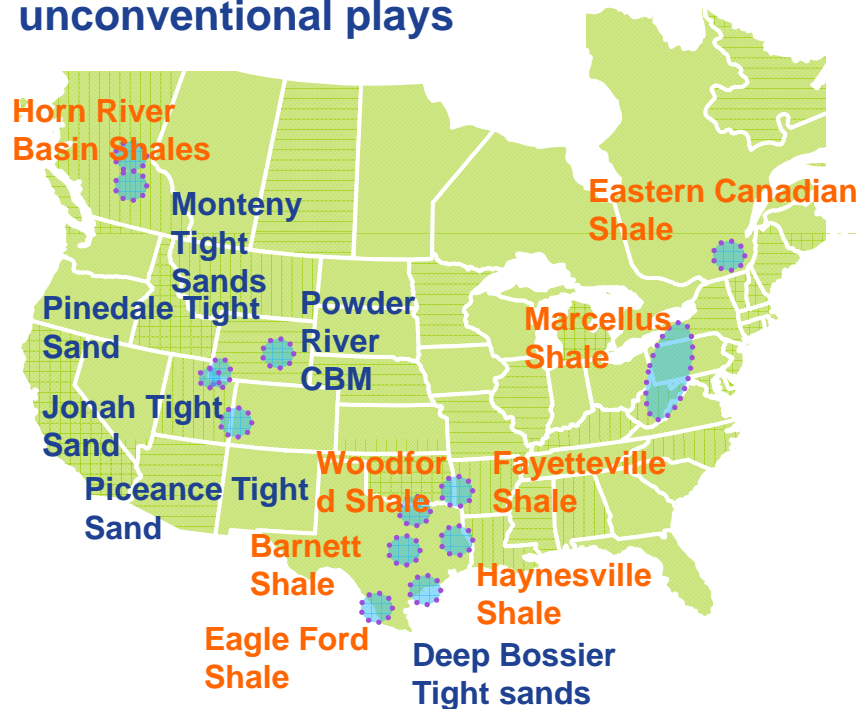 unconventional plays
Horn River
Basin Shales
Monteny
Tight
Sands
Eastern Canadian
Shale
Pinedale Tight
Sand
Powder
River
CBM
Marcellus
Shale
Jonah Tight
Sand
Piceance Tight
Sand
Woodfor
d Shale
Fayetteville
Shale
Barnett
Shale
Haynesville
Shale
Eagle Ford
Shale
Deep Bossier
Tight sands